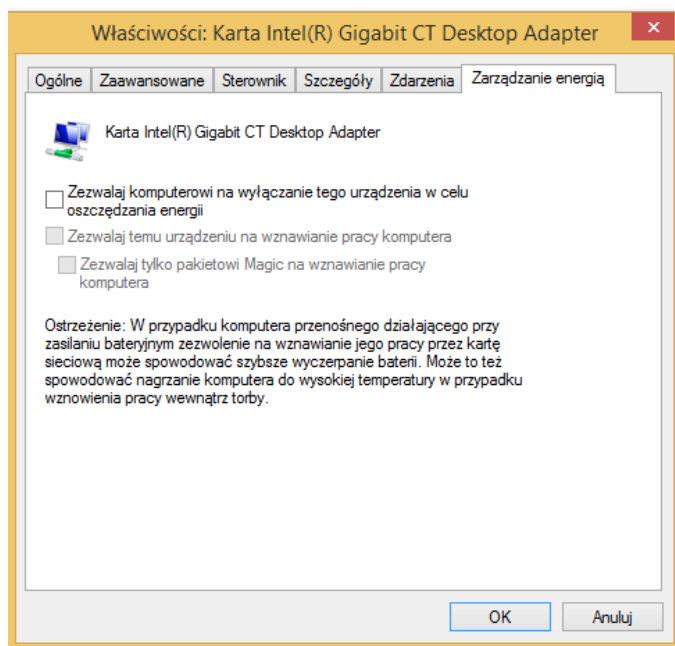 Właściwości: Karta Intel(R) Gigabit CT Desktop Adapter
Ogólne Zaawansowane Sterownik Szczegóły Zdarzenia Zarządzanie energią
Karta Intel(R) Gigabit CT Desktop Adapter
Zezwalaj komputerowi na wyłączanie tego urządzenia w celu
oszczędzania energii
Zezwalaj temu urządzeniu na wznawianie pracy komputera
Zezwalaj tylko pakietowi Magic na wznawianie pracy
komputera
Ostrzeżenie: W przypadku komputera przenośnego działającego przy
zasilaniu bateryjnym zezwolenie na wznawianie jego pracy przez kartę
sieciową może spowodować szybsze wyczerpanie baterii. Może to też
spowodować nagrzanie komputera do wysokiej temperatury w przypadku
wznowienia pracy wewnątrz torby.
OK Anuluj